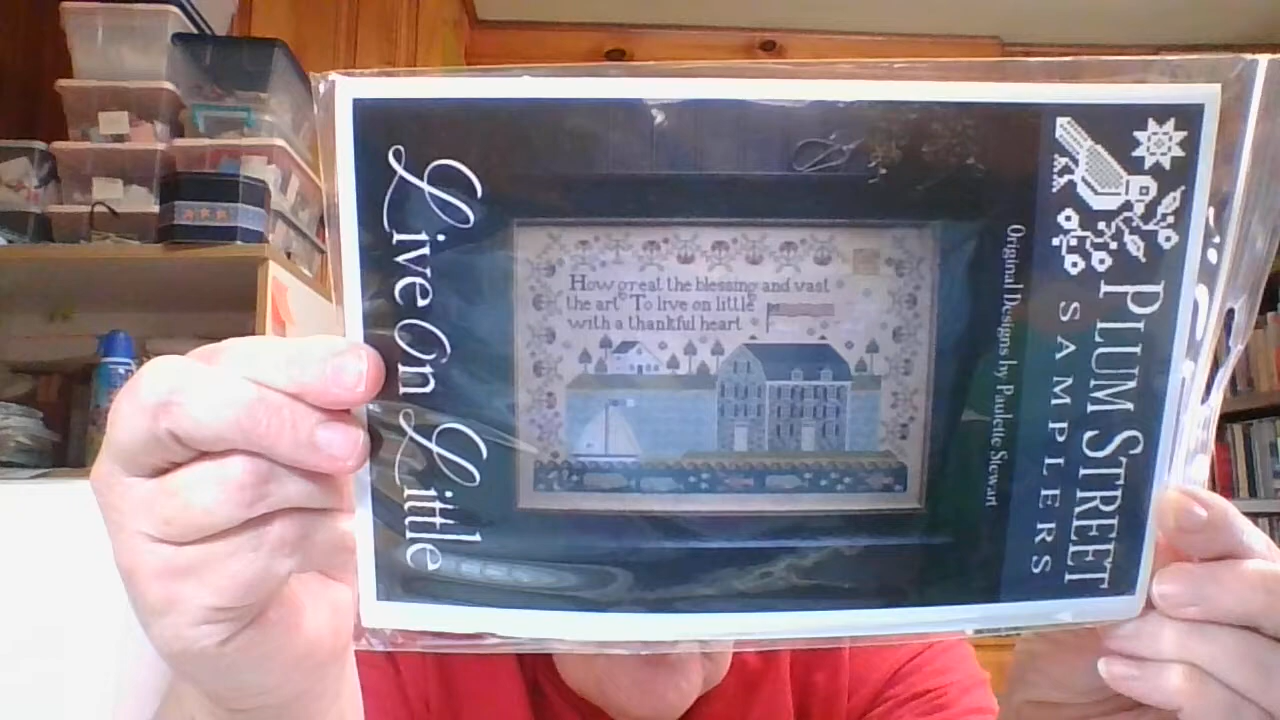 Live On Little
How great the blessing and vast
the art To live on little
with a thankful heart
Original Designs by Paulette Stewart
PLUM STREET
SAMPLERS